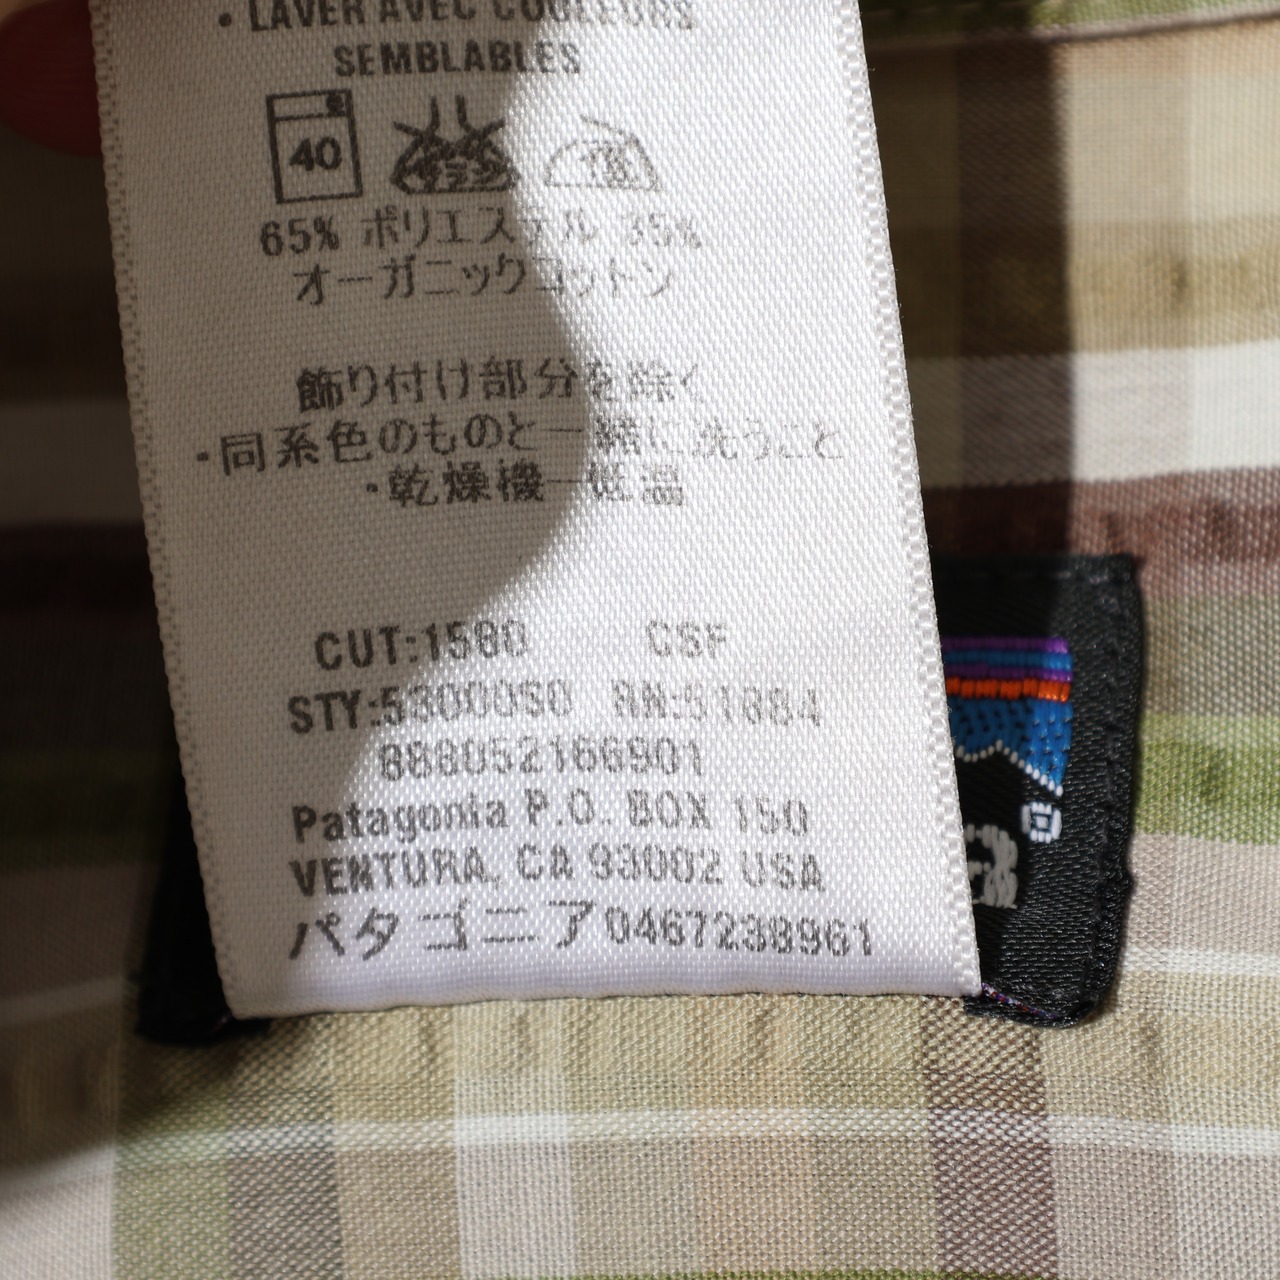 • LAVER AVEC COULEURS
SEMBLABLES
40
65% ポリエステル 35%
オーガニックコットン
飾り付け部分を除く
・同系色のものと一緒に洗うこと
・乾燥機―低温
CUT:1580 CSF
STY:53000S0 RN:51884
888052166901
Patagonia P.O. BOX 150
VENTURA, CA 93002 USA
パタゴニア0467238961